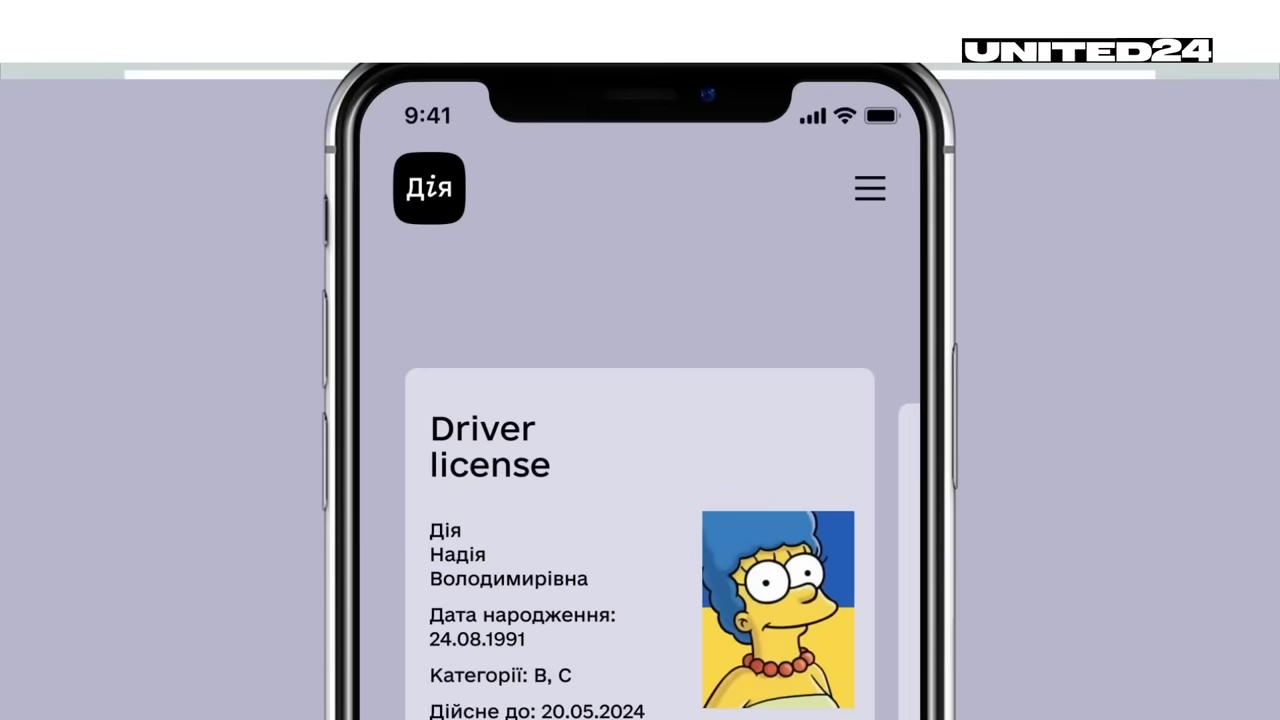 UNITED24
9:41
Дія
Driver
license
Дія
Надія
Володимирівна
Дата народження:
24.08.1991
Категорії: B, C
Дійсне до: 20.05.2024